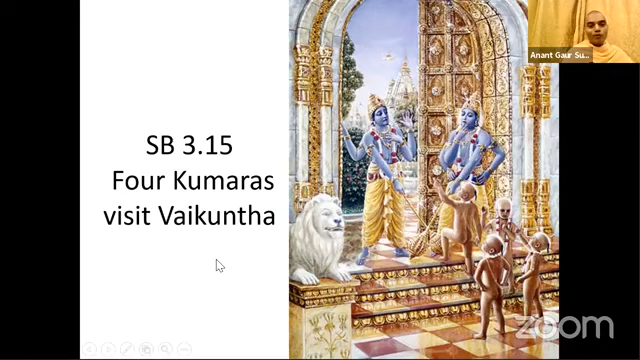 SB 3.15
Four Kumaras
visit Vaikuntha
Anant Gaur Su...
zoom